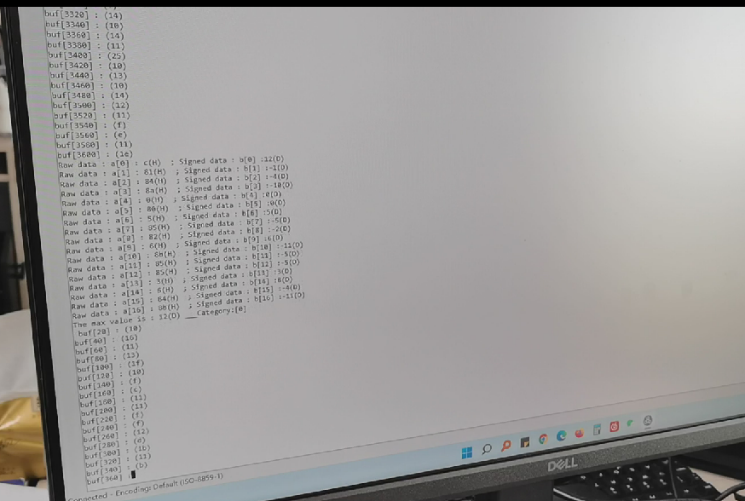 buf[3320] : (14)
buf[3340] : (10)
buf[3360] : (14)
buf[3380] : (11)
buf[3400] : (25)
buf[3420] : (10)
buf[3440] : (13)
buf[3460] : (10)
buf[3480] : (14)
buf[3500] : (12)
buf[3520] : (11)
buf[3540] : (f)
buf[3560] : (e)
buf[3580] : (11)
buf[3600] : (1e)
Raw data : a[0] : c(H) ; Signed data : b[0] :12(D)
Raw data : a[1] : 81(H) ; Signed data : b[1] :-1(D)
Raw data : a[2] : 84(H) ; Signed data : b[2] :-4(D)
Raw data : a[3] : 8a(H) ; Signed data : b[3] :-10(D)
Raw data : a[4] : 0(H) ; Signed data : b[4] :0(D)
Raw data : a[5] : 80(H) ; Signed data : b[5] :0(D)
Raw data : a[6] : 5(H) ; Signed data : b[6] :5(D)
Raw data : a[7] : 85(H) ; Signed data : b[7] :-5(D)
Raw data : a[8] : 82(H) ; Signed data : b[8] :-2(D)
Raw data : a[9] : 6(H) ; Signed data : b[9] :6(D)
Raw data : a[10] : 8b(H) ; Signed data : b[10] :-11(D)
Raw data : a[11] : 85(H) ; Signed data : b[11] :-5(D)
Raw data : a[12] : 85(H) ; Signed data : b[12] :-5(D)
Raw data : a[13] : 3(H) ; Signed data : b[13] :3(D)
Raw data : a[14] : 6(H) ; Signed data : b[14] :6(D)
Raw data : a[15] : 84(H) ; Signed data : b[15] :-4(D)
Raw data : a[16] : 8b(H) ; Signed data : b[16] :-11(D)
The max value is : 12(D) __Category:[0]
buf[20] : (10)
buf[40] : (16)
buf[60] : (11)
buf[80] : (13)
buf[100] : (1f)
buf[120] : (10)
buf[140] : (f)
buf[160] : (c)
buf[180] : (11)
buf[200] : (11)
buf[220] : (f)
buf[240] : (f)
buf[260] : (12)
buf[280] : (d)
buf[300] : (1b)
buf[320] : (11)
buf[340] : (b)
buf[360] :
Connected - Encoding: Default (ISO-8859-1)
DELL